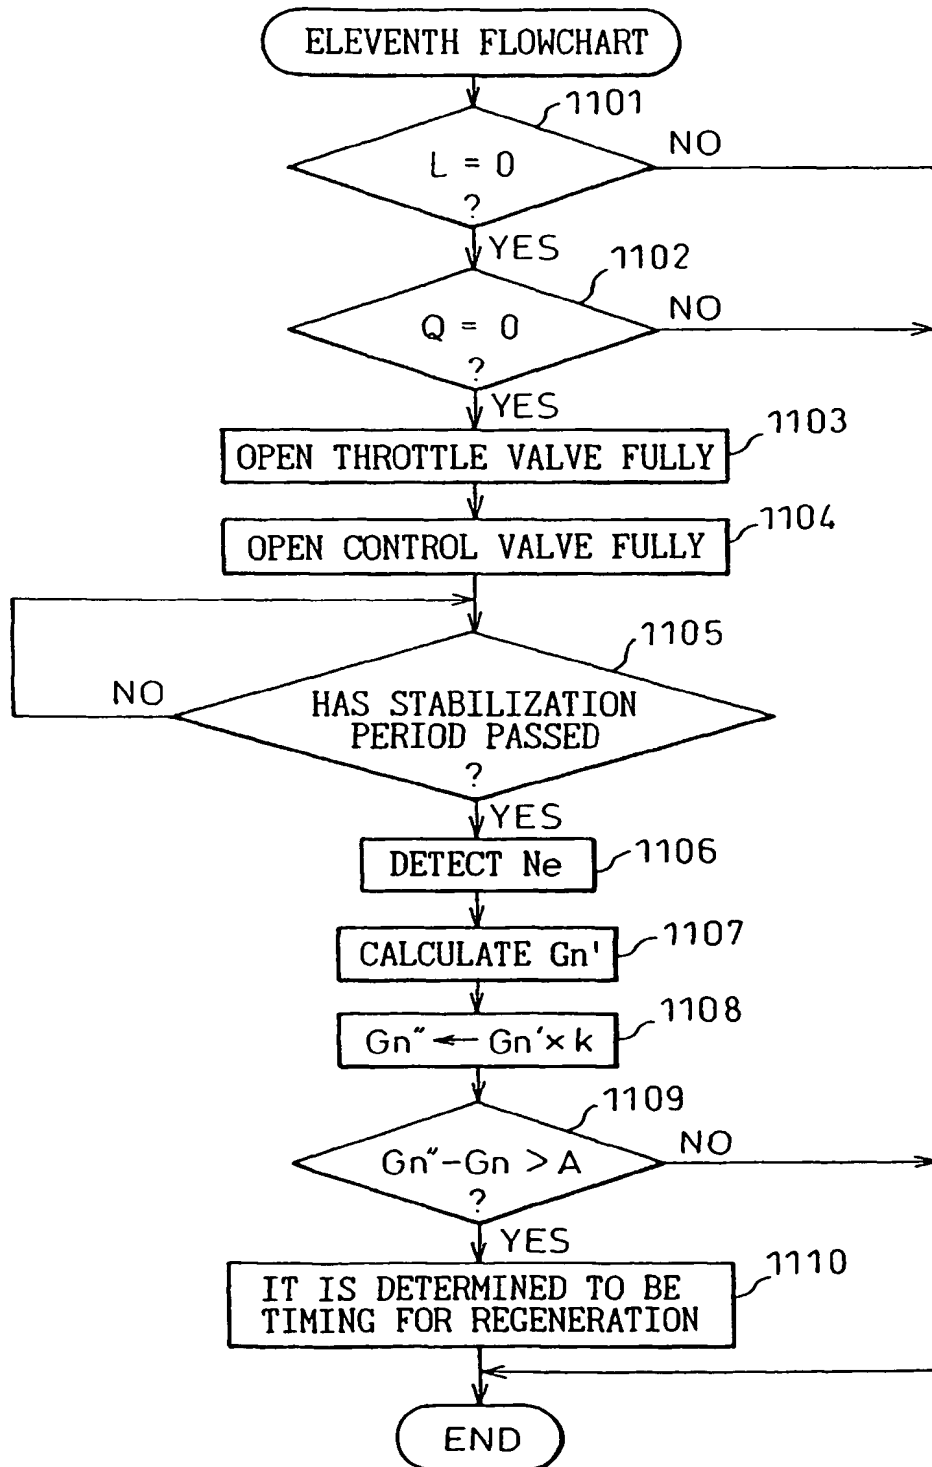 ELEVENTH FLOWCHART
1101
L = 0
?
NO
YES
1102
Q = 0
?
NO
YES
1103
OPEN THROTTLE VALVE FULLY
1104
OPEN CONTROL VALVE FULLY
1105
NO
HAS STABILIZATION
PERIOD PASSED
?
YES
1106
DETECT Ne
1107
CALCULATE Gn'
1108
Gn" ← Gn' × k
1109
Gn" - Gn > A
?
NO
YES
1110
IT IS DETERMINED TO BE
TIMING FOR REGENERATION
END